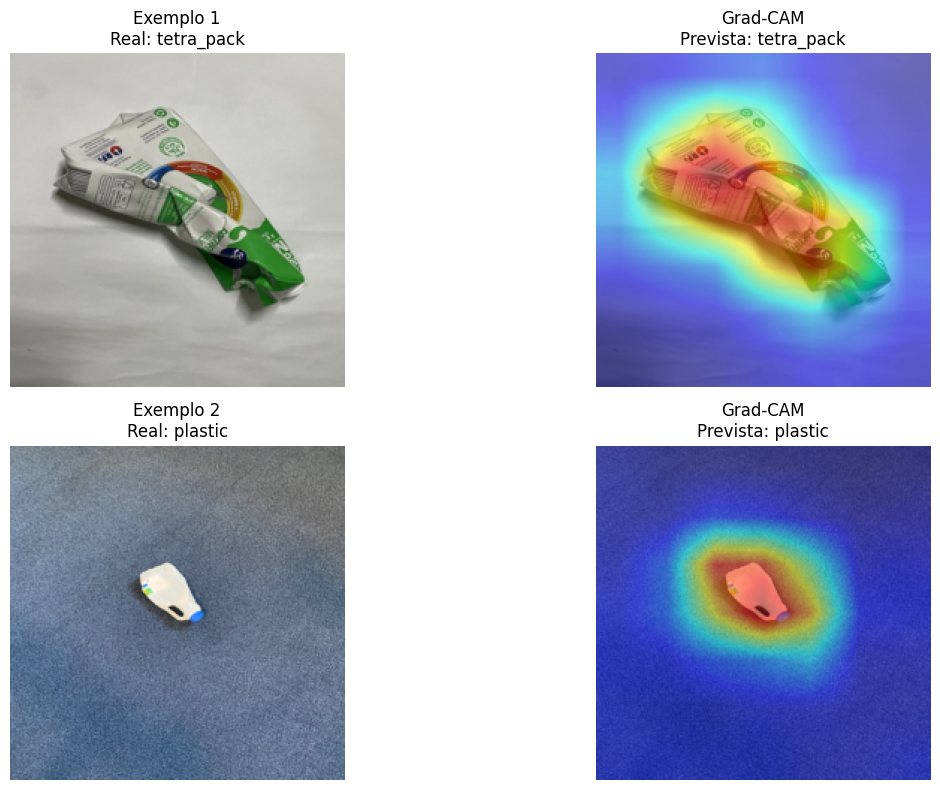 Exemplo 1
Real: tetra_pack
Grad-CAM
Prevista: tetra_pack
Exemplo 2
Real: plastic
Grad-CAM
Prevista: plastic